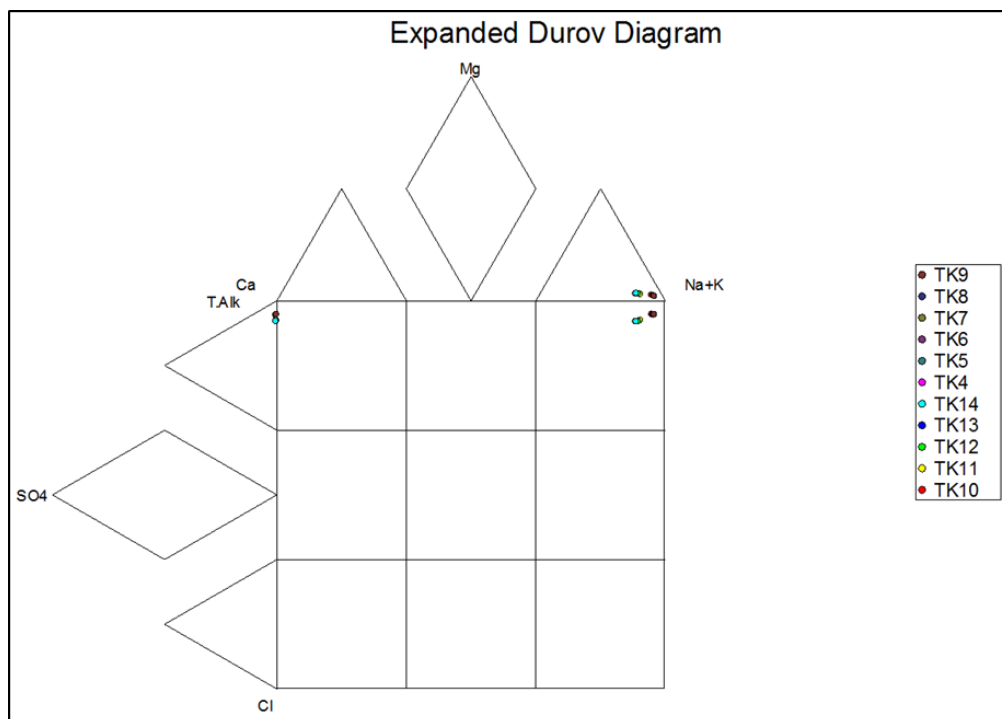 Expanded Durov Diagram
Mg
Ca
Na+K
T.Alk
SO4
Cl
TK9
TK8
TK7
TK6
TK5
TK4
TK14
TK13
TK12
TK11
TK10